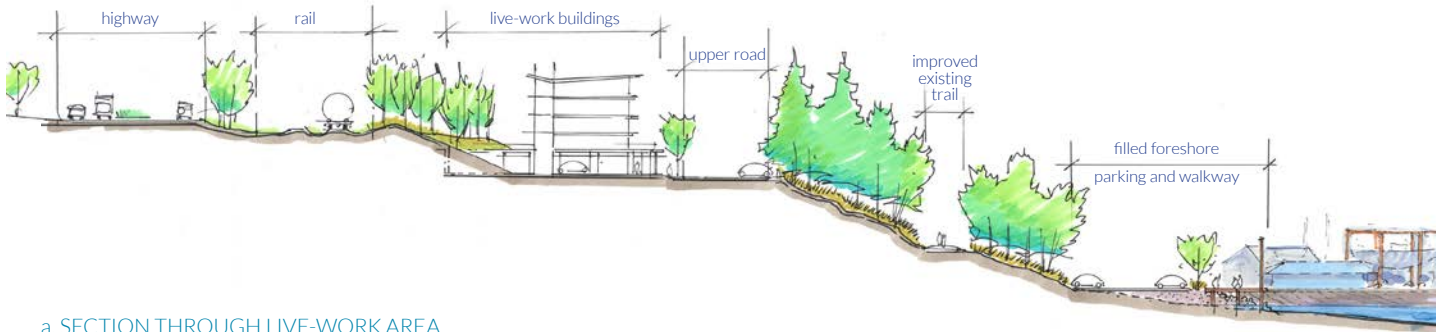 highway
rail
live-work buildings
upper road
improved
existing
trail
filled foreshore
parking and walkway
a. SECTION THROUGH LIVE-WORK AREA